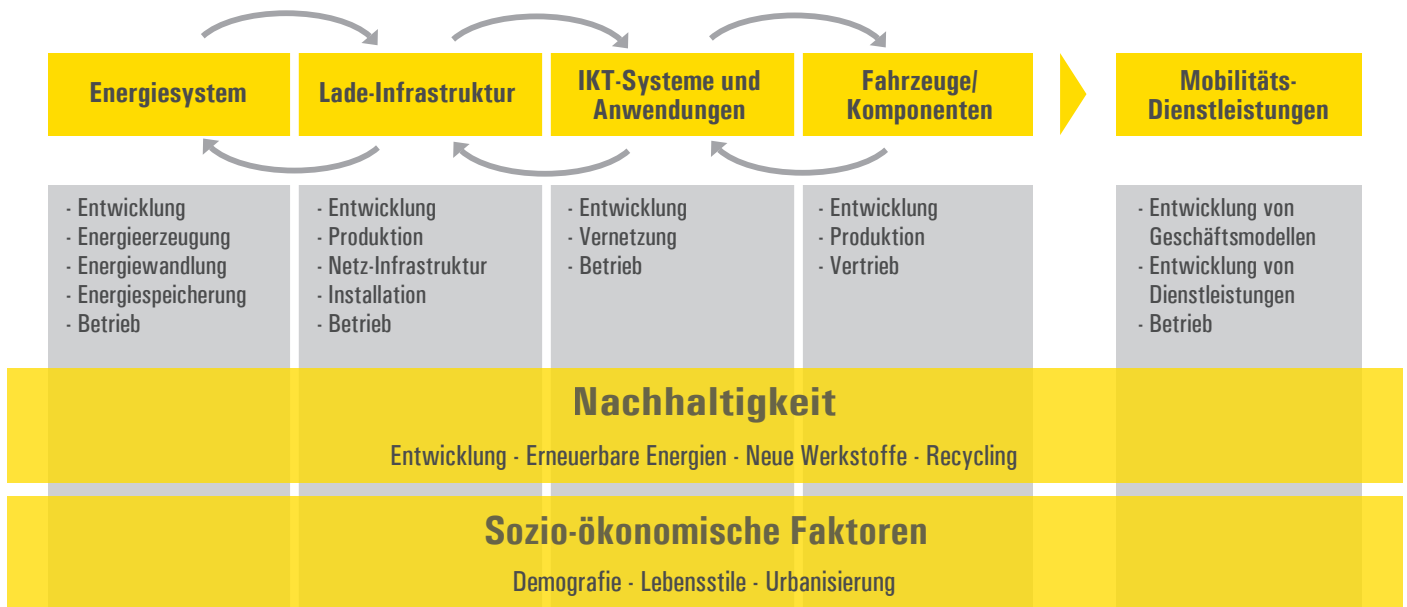 Energiesystem
Lade-Infrastruktur
IKT-Systeme und
Anwendungen
Fahrzeuge/
Komponenten
Mobilitäts-
Dienstleistungen
- Entwicklung
- Energieerzeugung
- Energiewandlung
- Energiespeicherung
- Betrieb
- Entwicklung
- Produktion
- Netz-Infrastruktur
- Installation
- Betrieb
- Entwicklung
- Vernetzung
- Betrieb
- Entwicklung
- Produktion
- Vertrieb
- Entwicklung von
Geschäftsmodellen
- Entwicklung von
Dienstleistungen
- Betrieb
Nachhaltigkeit
Entwicklung - Erneuerbare Energien - Neue Werkstoffe - Recycling
Sozio-ökonomische Faktoren
Demografie - Lebensstile - Urbanisierung